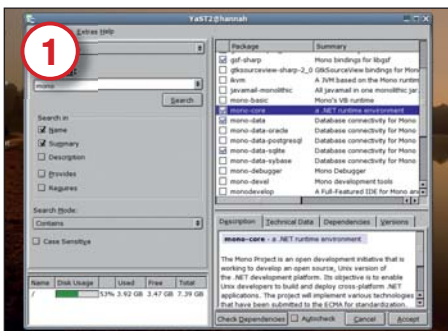 YaST2@hannah
1
Extras Help
mono
Search
Package Summary
gsf-sharp Mono bindings for libgsf
gtksourceview-sharp-2_0 GtkSourceView bindings for Mon
ikvm A JVM based on the Mono runtim
javamail-monolithic All javamail in one monolithic jar.
mono-basic Mono's VB runtime
mono-core a .NET runtime environment
mono-data Database connectivity for Mono
mono-data-oracle Database connectivity for Mono
mono-data-postgresql Database connectivity for Mono
mono-data-sqlite Database connectivity for Mono
mono-data-sybase Database connectivity for Mono
mono-debugger Mono Debugger
mono-devel Mono development tools
monodevelop A Full-Featured IDE for Mono an
Search in
Name
Summary
Description
Provides
Requires
Search Mode:
Contains
Case Sensitive
Description Technical Data Dependencies Versions
mono-core - a .NET runtime environment
The Mono Project is an open development initiative that is
working to develop an open source, Unix version of
the .NET development platform. Its objective is to enable
Unix developers to build and deploy cross-platform .NET
applications. The project will implement various technologies
that have been submitted to the ECMA for standardization.
Name Disk Usage Used Free Total
/ 53% 3.92 GB 3.47 GB 7.39 GB
Check Dependencies Autocheck Cancel Accept